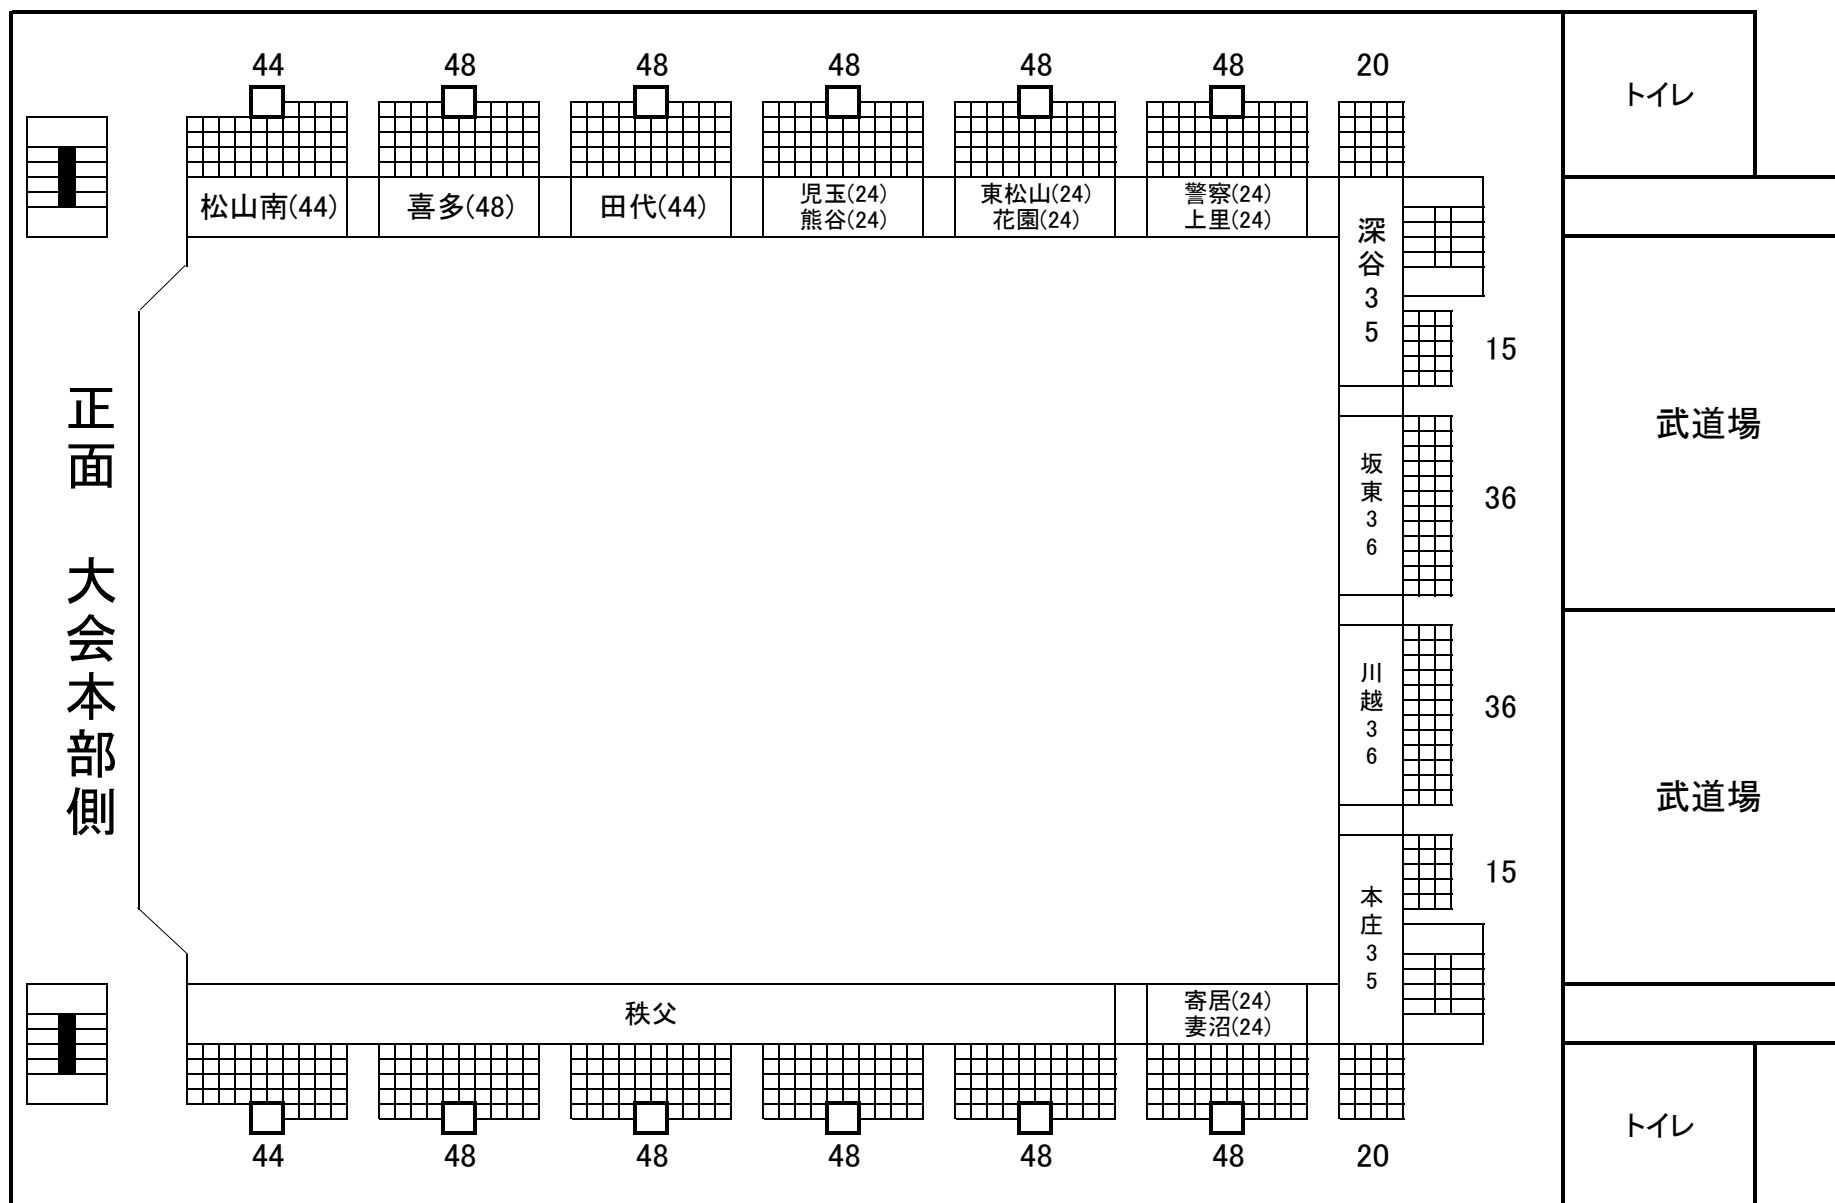 44 48 48 48 48 48 20
トイレ
松山南(44) 喜多(48) 田代(44)
児玉(24)
熊谷(24)
東松山(24)
花園(24)
警察(24)
上里(24)
深谷35
15
正面 大会本部側
武道場
坂東36
36
川越36
36
武道場
本庄35
15
秩父
寄居(24)
妻沼(24)
トイレ
44 48 48 48 48 48 20